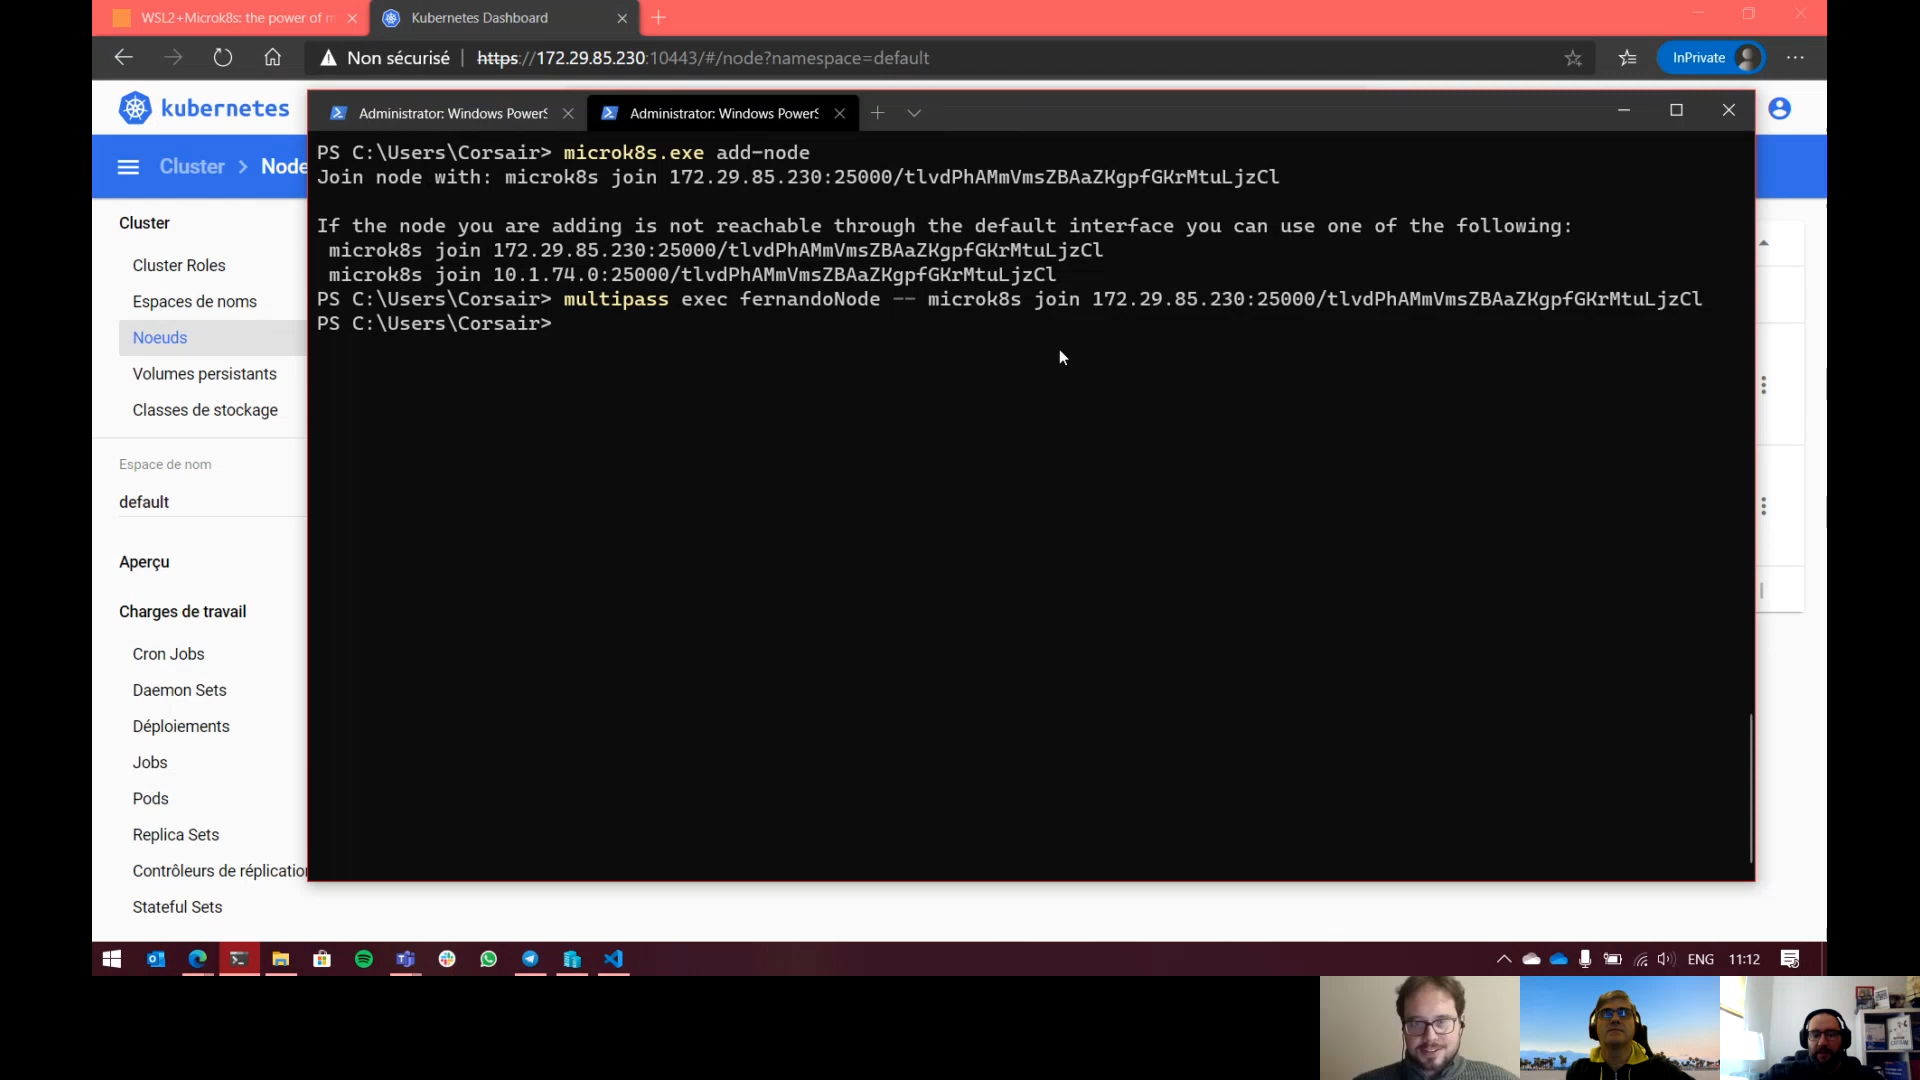 WSL2+Microk8s: the power of m
Kubernetes Dashboard
Non sécurisé
https://172.29.85.230:10443/#/node?namespace=default
InPrivate
kubernetes
Cluster > Node
Administrator: Windows PowerS
Administrator: Windows PowerS
PS C:\Users\Corsair> microk8s.exe add-node
Join node with: microk8s join 172.29.85.230:25000/tlvdPhAMmVmsZBAaZKgpfGKrMtuLjzCl
If the node you are adding is not reachable through the default interface you can use one of the following:
microk8s join 172.29.85.230:25000/tlvdPhAMmVmsZBAaZKgpfGKrMtuLjzCl
microk8s join 10.1.74.0:25000/tlvdPhAMmVmsZBAaZKgpfGKrMtuLjzCl
PS C:\Users\Corsair> multipass exec fernandoNode -- microk8s join 172.29.85.230:25000/tlvdPhAMmVmsZBAaZKgpfGKrMtuLjzCl
PS C:\Users\Corsair>
Cluster
Cluster Roles
Espaces de noms
Noeuds
Volumes persistants
Classes de stockage
Espace de nom
default
Aperçu
Charges de travail
Cron Jobs
Daemon Sets
Déploiements
Jobs
Pods
Replica Sets
Contrôleurs de réplication
Stateful Sets
ENG
11:12